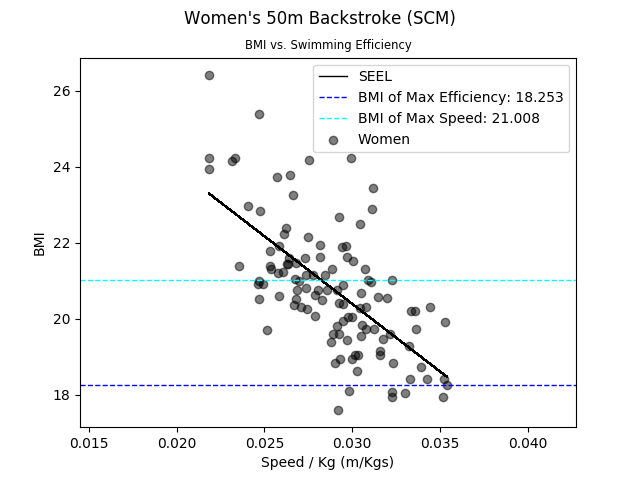 Women's 50m Backstroke (SCM)
BMI vs. Swimming Efficiency
SEEL
BMI of Max Efficiency: 18.253
BMI of Max Speed: 21.008
Women
BMI
26
24
22
20
18
0.015 0.020 0.025 0.030 0.035 0.040
Speed / Kg (m/Kgs)